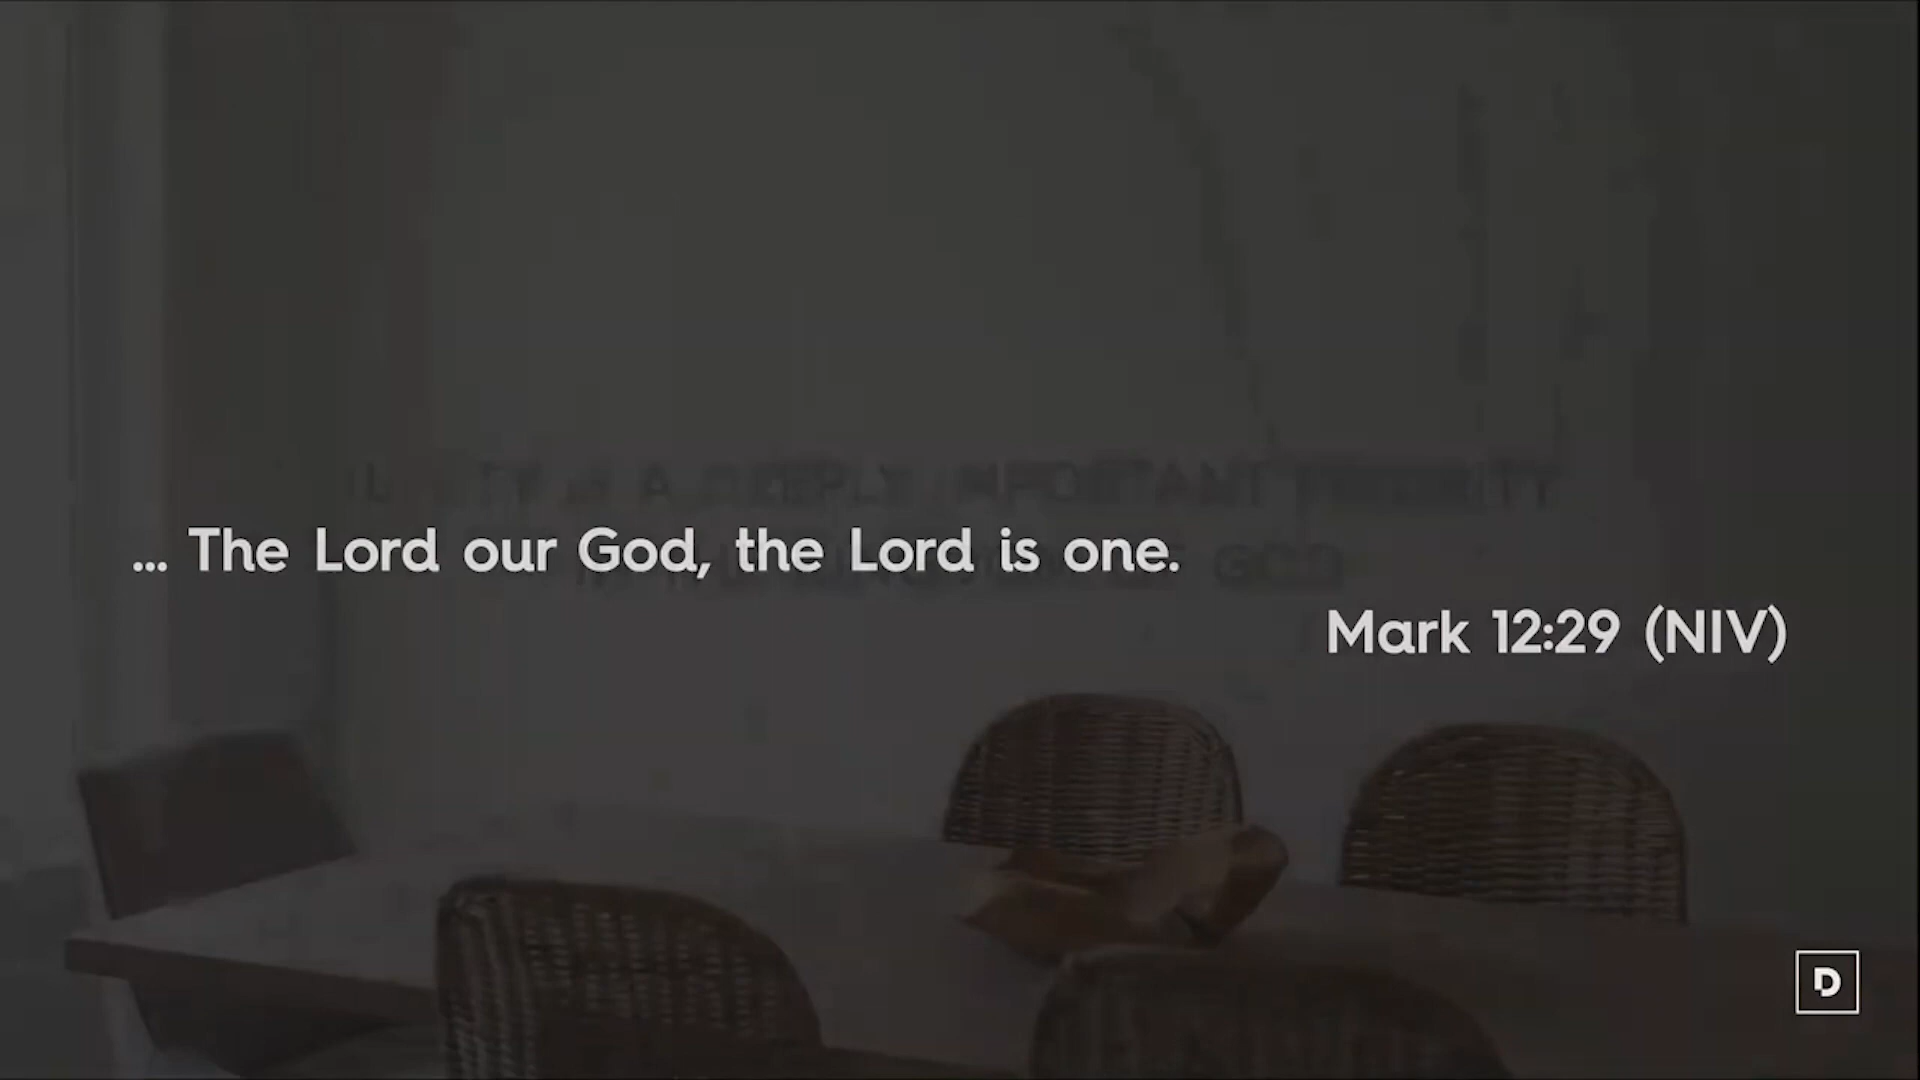 ... The Lord our God, the Lord is one.
Mark 12:29 (NIV)
D